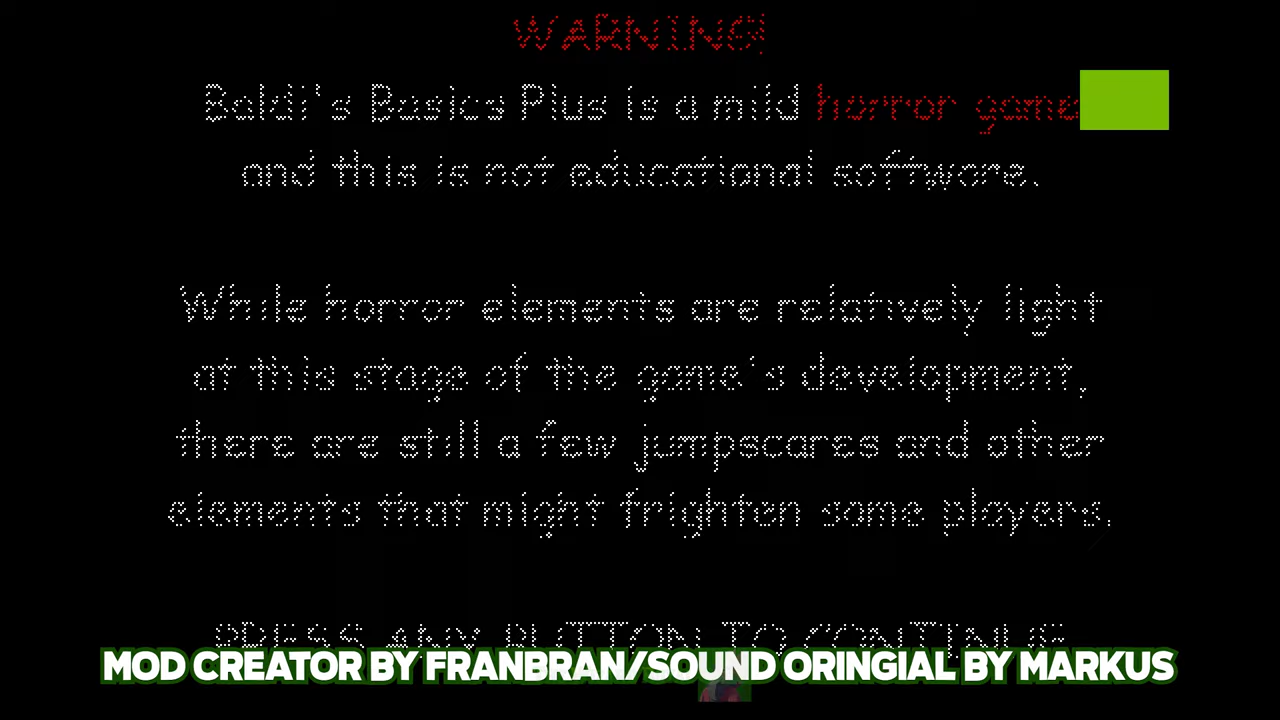 WARNING!
Baldi's Basics Plus is a mild horror game
and this is not educational software.
While horror elements are relatively light
at this stage of the game's development,
there are still a few jumpscares and other
elements that might frighten some players.
PRESS ANY BUTTON TO CONTINUE
MOD CREATOR BY FRANBRAN/SOUND ORINGIAL BY MARKUS